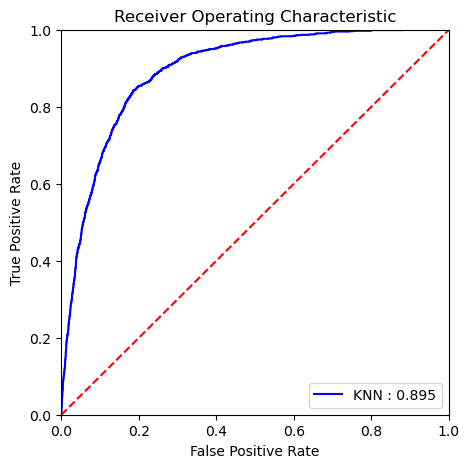 Receiver Operating Characteristic
True Positive Rate
1.0
0.8
0.6
0.4
0.2
0.0
KNN : 0.895
0.0 0.2 0.4 0.6 0.8 1.0
False Positive Rate